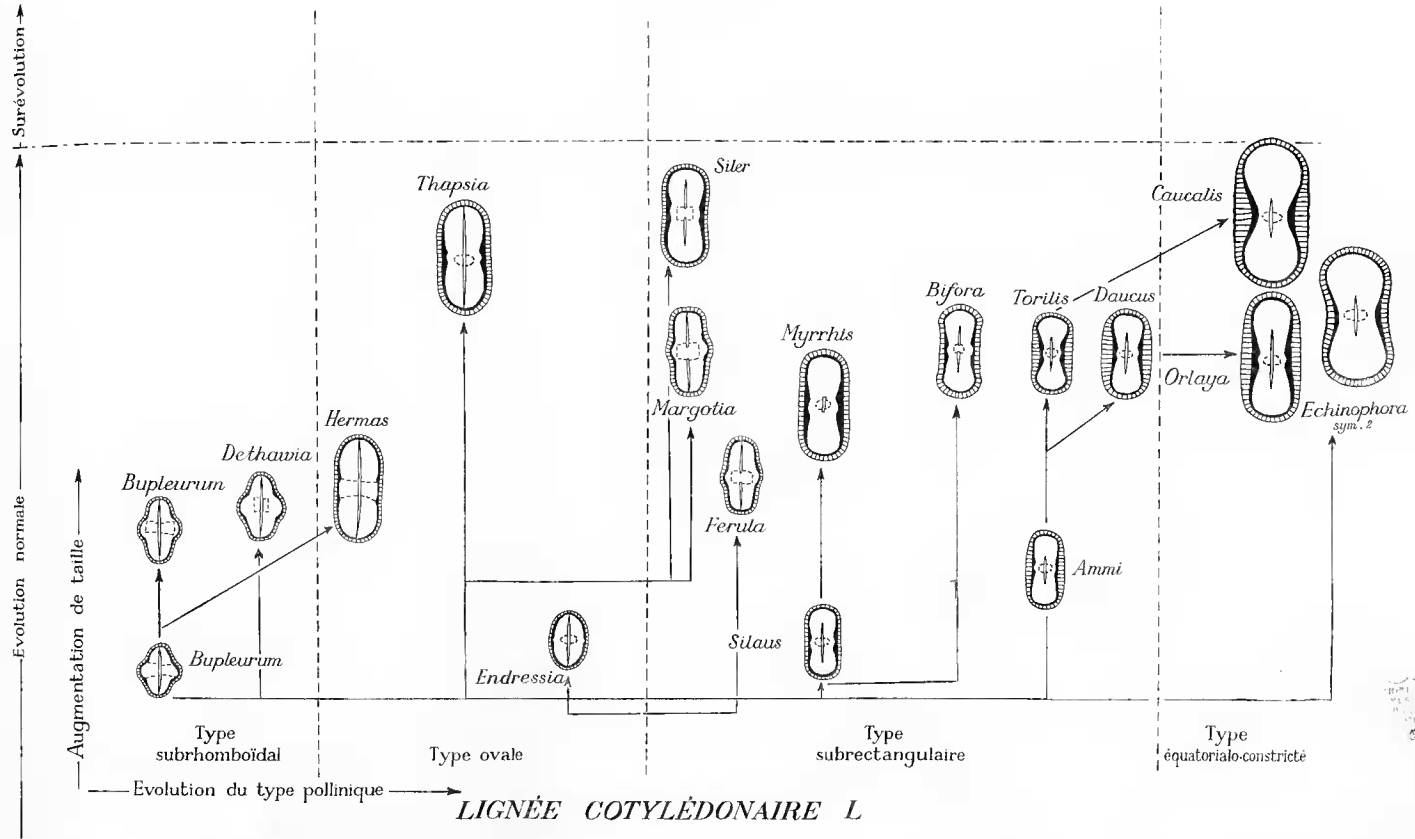 Surévolution
Evolution normale
Augmentation de taille
Thapsia
Siler
Caucalis
Bifora
Torilis
Daucus
Myrrhis
Orlaya
Margotia
Echinophora
sym. 2
Hermas
Dethawia
Bupleurum
Ferula
Ammi
Silaus
Bupleurum
Endressia
Type
subrhomboïdal
Type ovale
Type
subrectangulaire
Type
équatorialo-constricté
Evolution du type pollinique
LIGNÉE COTYLÉDONAIRE L